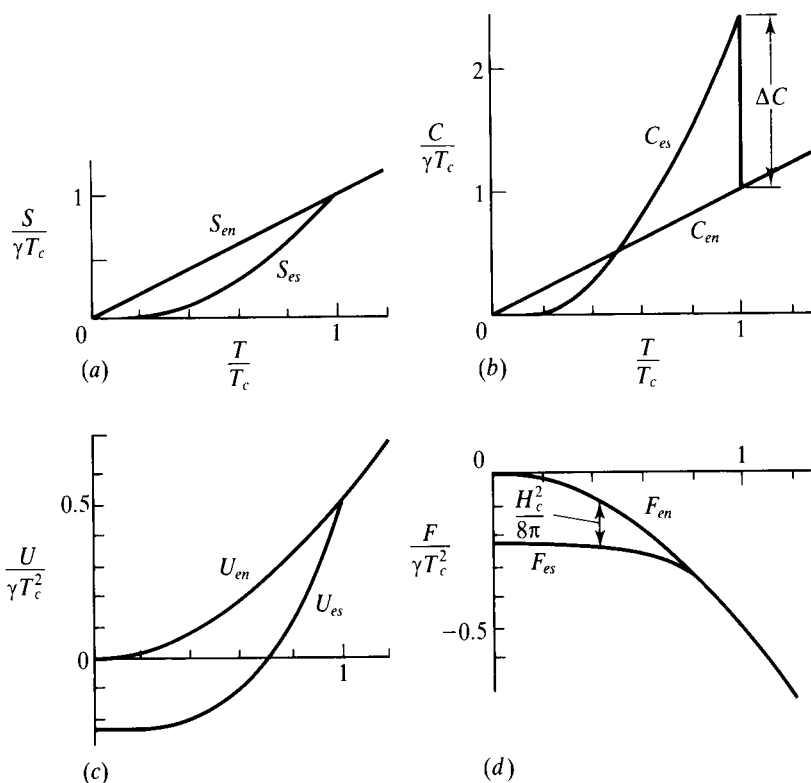 1
S
γT_c
S_en
S_es
0
1
T
T_c
(a)
2
C
γT_c
1
C_es
C_en
ΔC
0
1
T
T_c
(b)
0.5
U
γT_c^2
U_en
U_es
0
1
(c)
0
1
H_c^2
8π
F
γT_c^2
F_en
F_es
−0.5
(d)